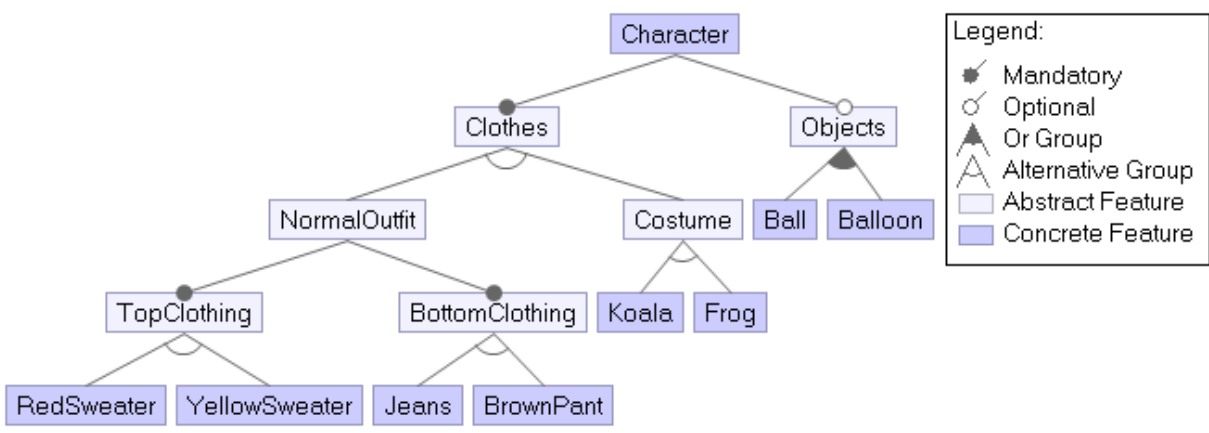 Character
Legend:
Mandatory
Optional
Or Group
Alternative Group
Abstract Feature
Concrete Feature
Clothes
Objects
NormalOutfit
Costume
Ball
Balloon
TopClothing
BottomClothing
Koala
Frog
RedSweater
YellowSweater
Jeans
BrownPant